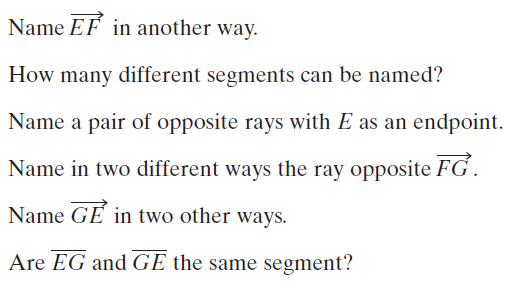 Name $\overrightarrow{EF}$ in another way.
How many different segments can be named?
Name a pair of opposite rays with $E$ as an endpoint.
Name in two different ways the ray opposite $\overrightarrow{FG}$.
Name $\overrightarrow{GE}$ in two other ways.
Are $\overline{EG}$ and $\overline{GE}$ the same segment?